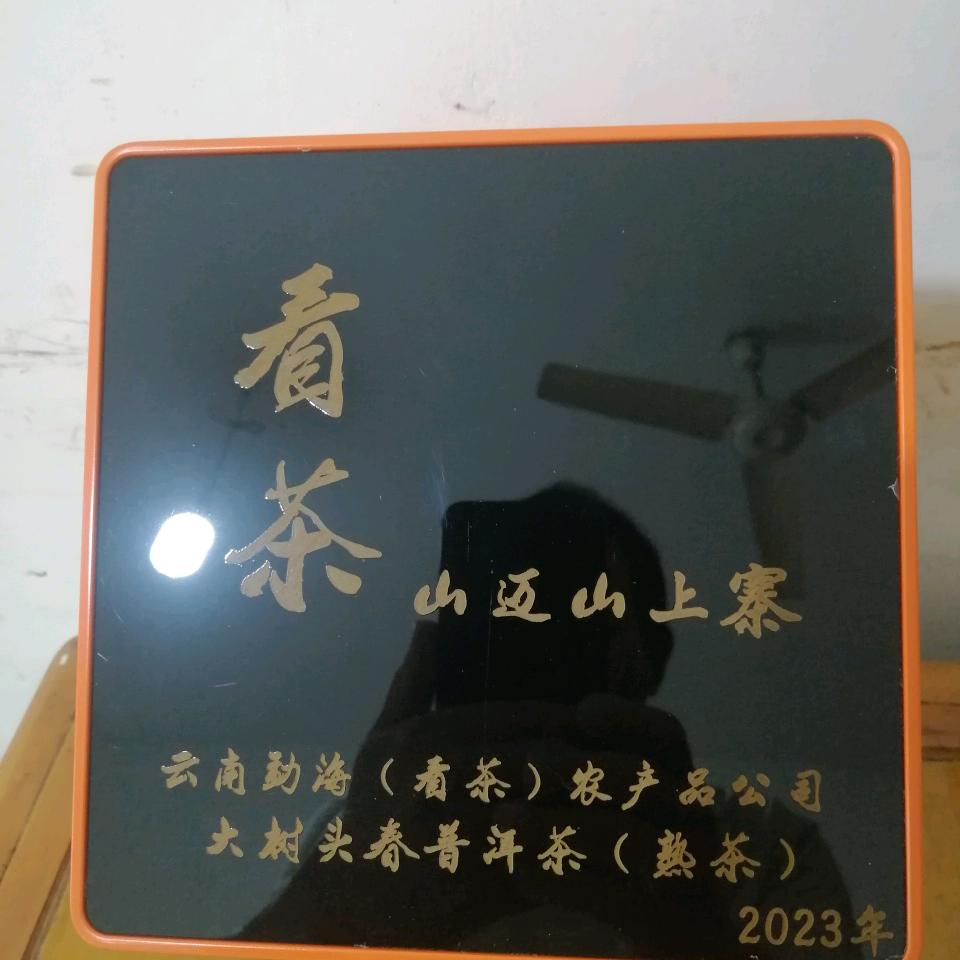 看茶
山迈山上寨
云南勐海（看茶）农产品公司
大村头春普洱茶（熟茶）
2023年